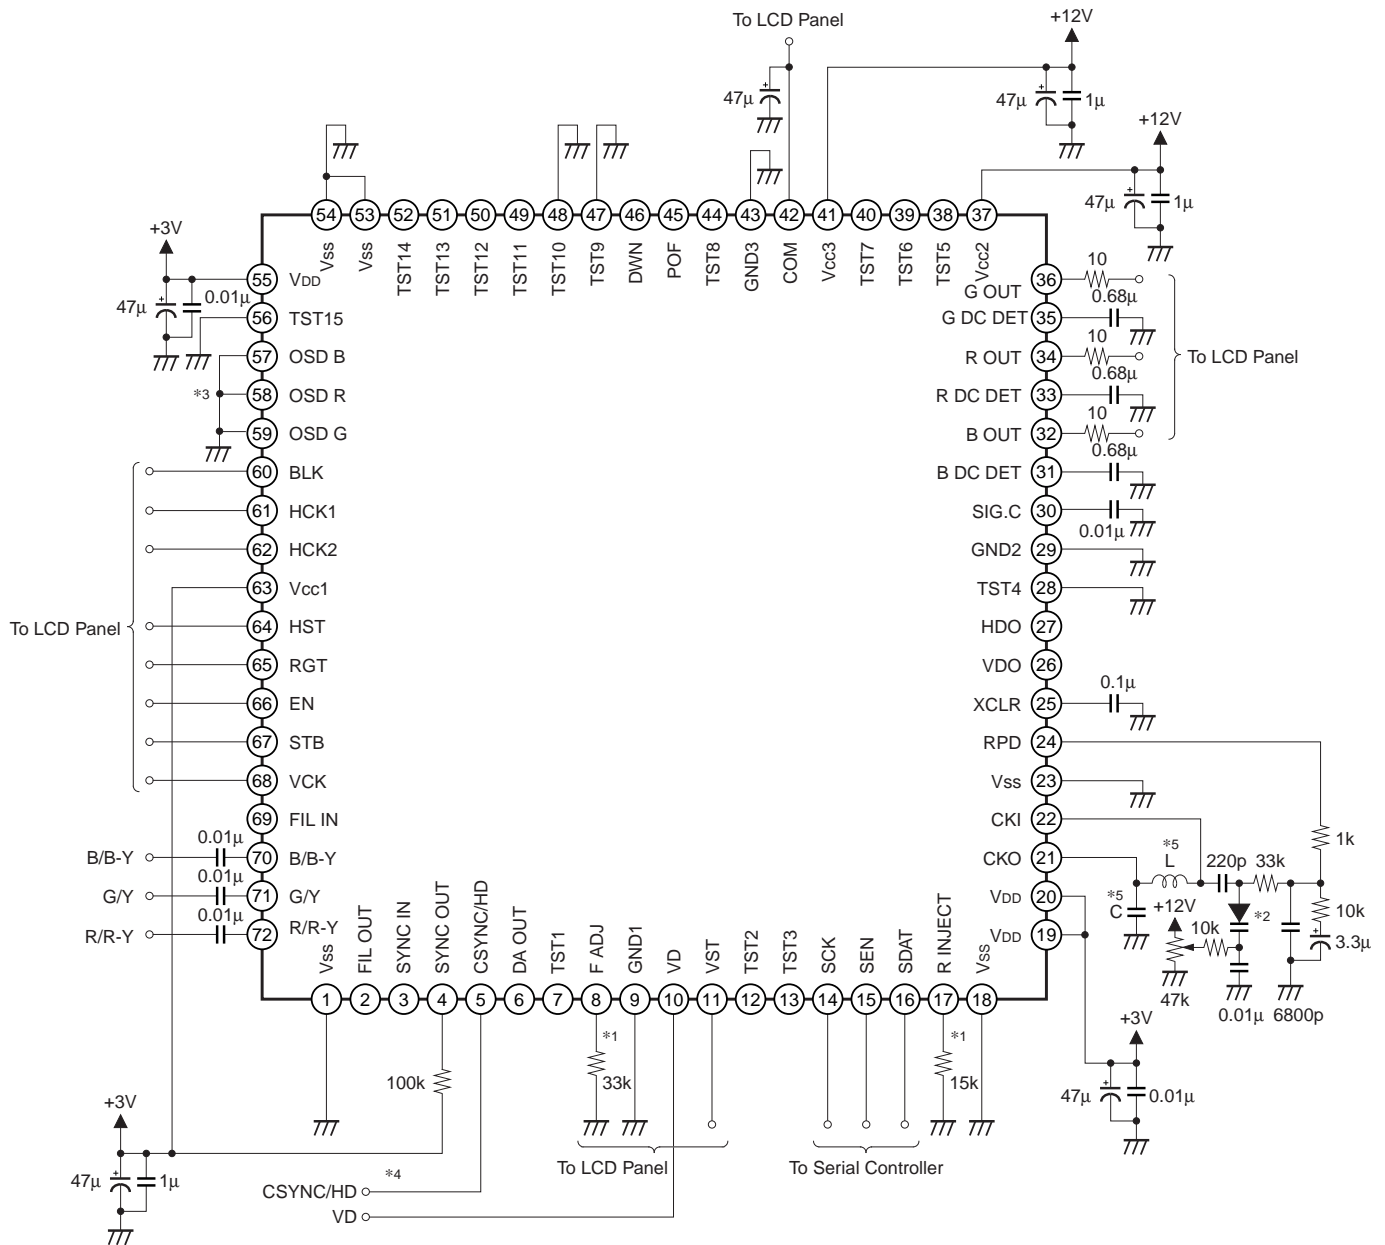 To LCD Panel
+12V
47μ
47μ
1μ
+12V
47μ
1μ
54 53 52 51 50 49 48 47 46 45 44 43 42 41 40 39 38 37
Vss
Vss
TST14
TST13
TST12
TST11
TST10
TST9
DWN
POF
TST8
GND3
COM
Vcc3
TST7
TST6
TST5
Vcc2
+3V
47μ
0.01μ
55 VDD
56 TST15
57 OSD B
*3
58 OSD R
59 OSD G
60 BLK
61 HCK1
62 HCK2
63 Vcc1
To LCD Panel
64 HST
65 RGT
66 EN
67 STB
68 VCK
69 FIL IN
0.01μ
B/B-Y 70 B/B-Y
0.01μ
G/Y 71 G/Y
0.01μ
R/R-Y 72 R/R-Y
G OUT 36 10
0.68μ
G DC DET 35
R OUT 34 10
To LCD Panel
0.68μ
R DC DET 33
B OUT 32 10
0.68μ
B DC DET 31
SIG.C 30
0.01μ
GND2 29
TST4 28
HDO 27
VDO 26
XCLR 25 0.1μ
RPD 24
Vss 23
CKI 22
1k
CKO 21
*5
L
220p
33k
VDD 20
*5
C
+12V
10k
*2
10k
3.3μ
VDD 19
47k
0.01μ
6800p
Vss
FIL OUT
SYNC IN
SYNC OUT
CSYNC/HD
DA OUT
TST1
F ADJ
GND1
VD
VST
TST2
TST3
SCK
SEN
SDAT
R INJECT
Vss
1 2 3 4 5 6 7 8 9 10 11 12 13 14 15 16 17 18
*1
*1
100k
33k
15k
+3V
47μ
0.01μ
+3V
47μ
1μ
To LCD Panel
To Serial Controller
*4
CSYNC/HD
VD